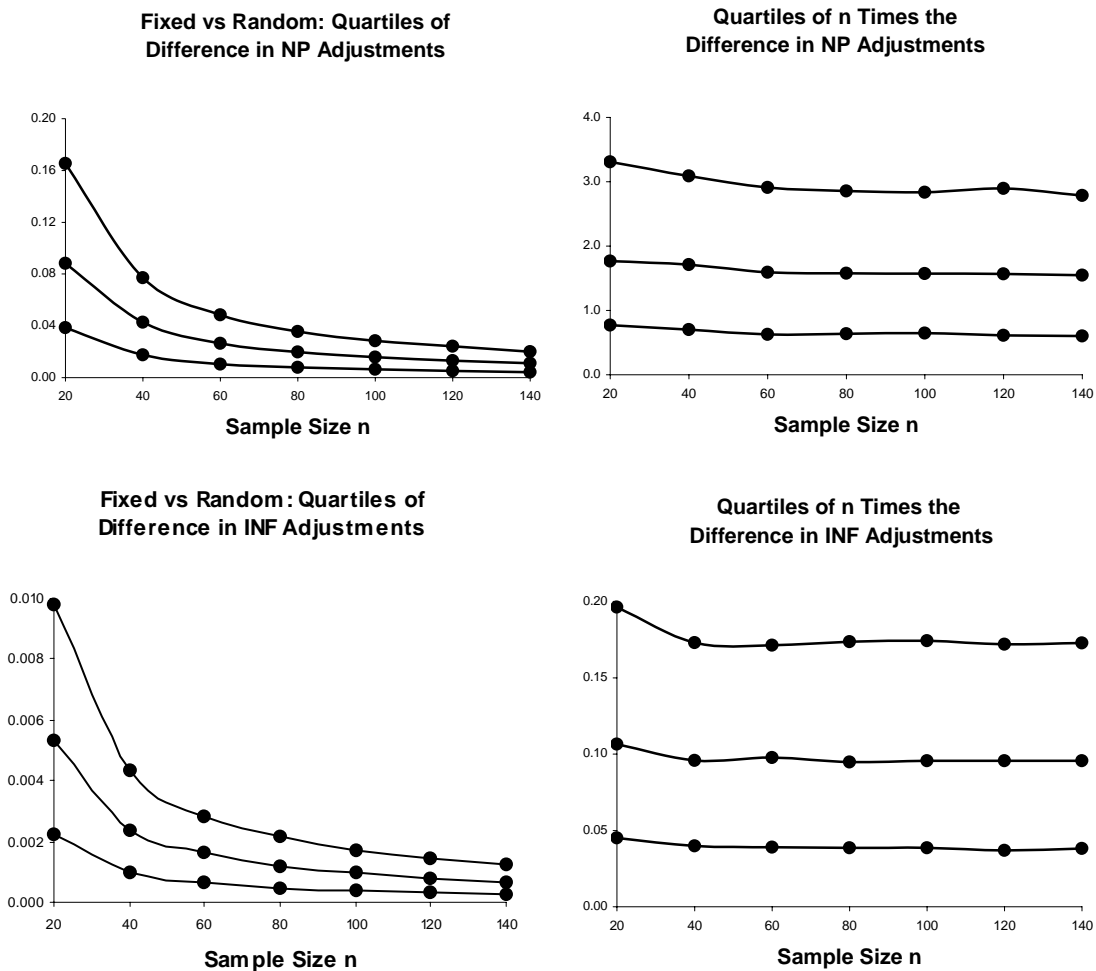 Fixed vs Random: Quartiles of
Difference in NP Adjustments
0.20
0.16
0.12
0.08
0.04
0.00
20 40 60 80 100 120 140
Sample Size n
Quartiles of n Times the
Difference in NP Adjustments
4.0
3.0
2.0
1.0
0.0
20 40 60 80 100 120 140
Sample Size n
Fixed vs Random: Quartiles of
Difference in INF Adjustments
0.010
0.008
0.006
0.004
0.002
0.000
20 40 60 80 100 120 140
Sample Size n
Quartiles of n Times the
Difference in INF Adjustments
0.20
0.15
0.10
0.05
0.00
20 40 60 80 100 120 140
Sample Size n